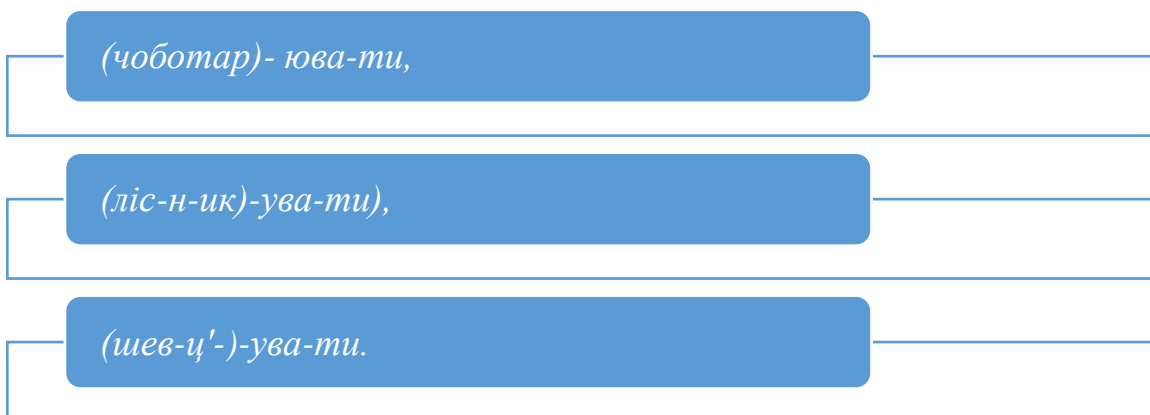 (чоботар)- юва-ти,
(ліс-н-ик)-ува-ти),
(шев-ц'-)-ува-ти.